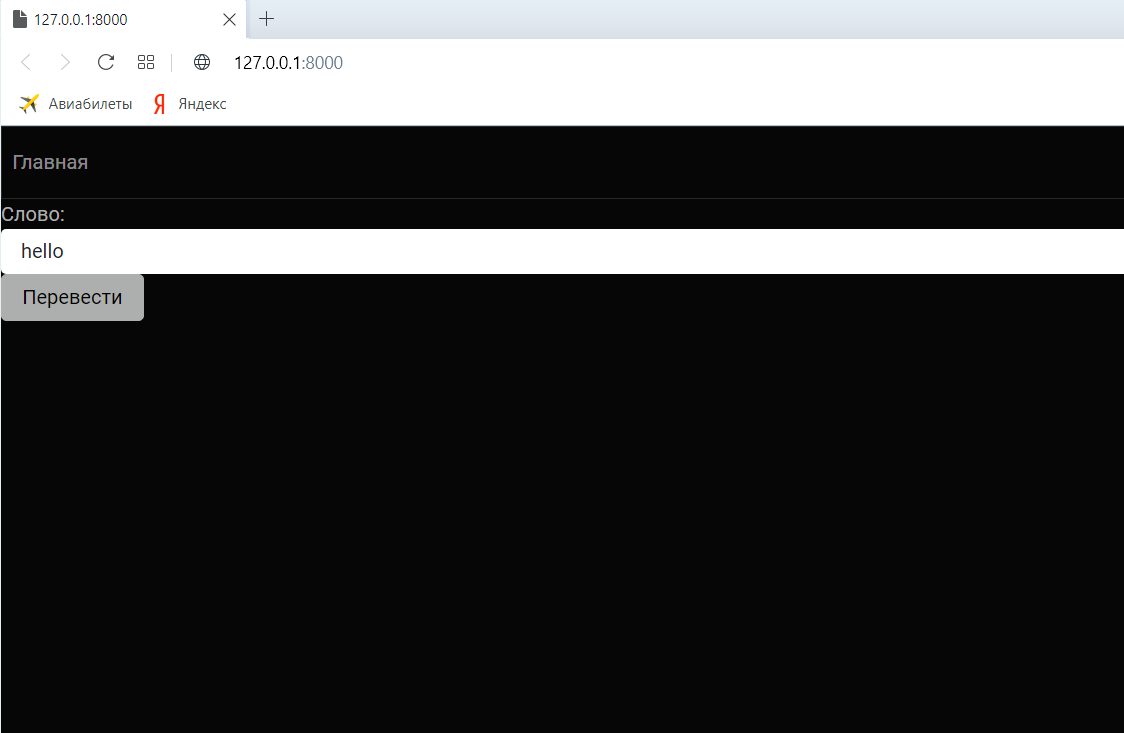 127.0.0.1:8000
127.0.0.1:8000
Авиабилеты Я Яндекс
Главная
Слово:
hello
Перевести